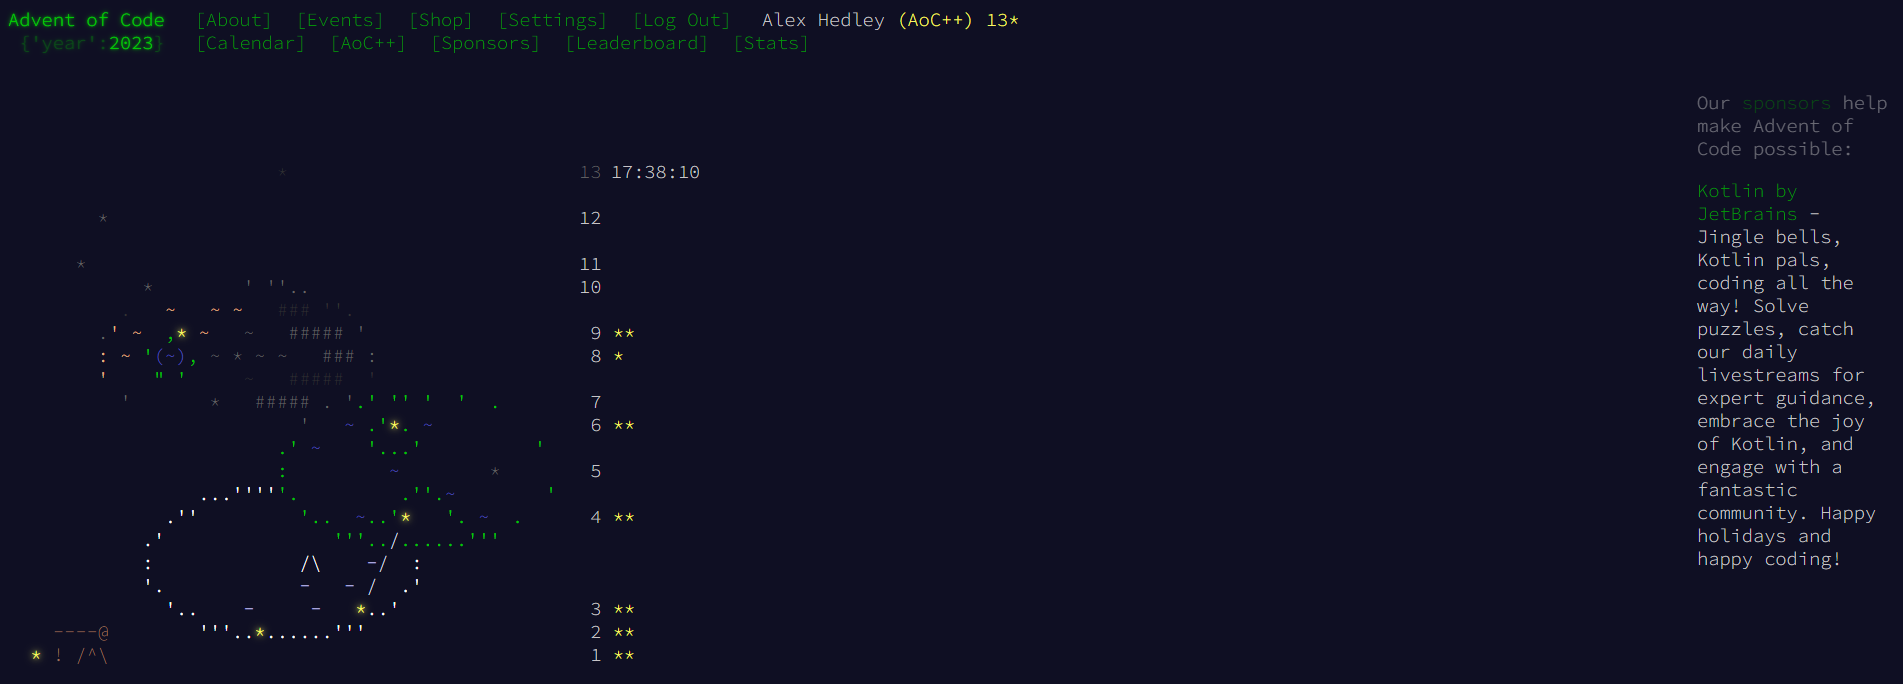 Advent of Code [About] [Events] [Shop] [Settings] [Log Out] Alex Hedley (AoC++) 13*
{'year':2023} [Calendar] [AoC++] [Sponsors] [Leaderboard] [Stats]
13 17:38:10
12
11
10
9 **
8 *
7
6 **
5
4 **
3 **
2 **
1 **
Our sponsors help
make Advent of
Code possible:
Kotlin by
JetBrains -
Jingle bells,
Kotlin pals,
coding all the
way! Solve
puzzles, catch
our daily
livestreams for
expert guidance,
embrace the joy
of Kotlin, and
engage with a
fantastic
community. Happy
holidays and
happy coding!